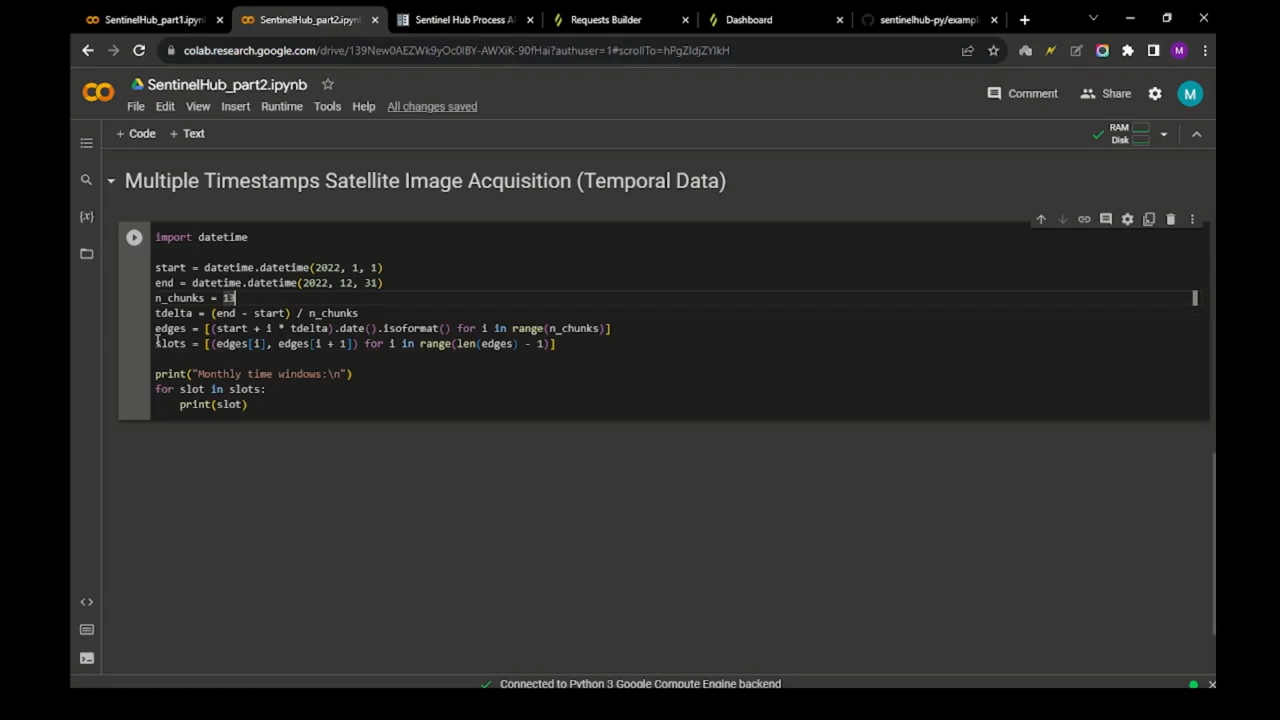 SentinelHub_part1.ipynb
SentinelHub_part2.ipynb
Sentinel Hub Process AP
Requests Builder
Dashboard
sentinelhub-py/example
colab.research.google.com/drive/139New0AEZWk9yOc0lBY-AWXiK-90fHai?authuser=1#scrollTo=hPgZIdjZYlkH
M
SentinelHub_part2.ipynb
File Edit View Insert Runtime Tools Help All changes saved
Comment
Share
M
+ Code + Text
RAM
Disk
Multiple Timestamps Satellite Image Acquisition (Temporal Data)
{x}
import datetime
start = datetime.datetime(2022, 1, 1)
end = datetime.datetime(2022, 12, 31)
n_chunks = 13
tdelta = (end - start) / n_chunks
edges = [(start + i * tdelta).date().isoformat() for i in range(n_chunks)]
slots = [(edges[i], edges[i + 1]) for i in range(len(edges) - 1)]
print("Monthly time windows:\n")
for slot in slots:
    print(slot)
Connected to Python 3 Google Compute Engine backend